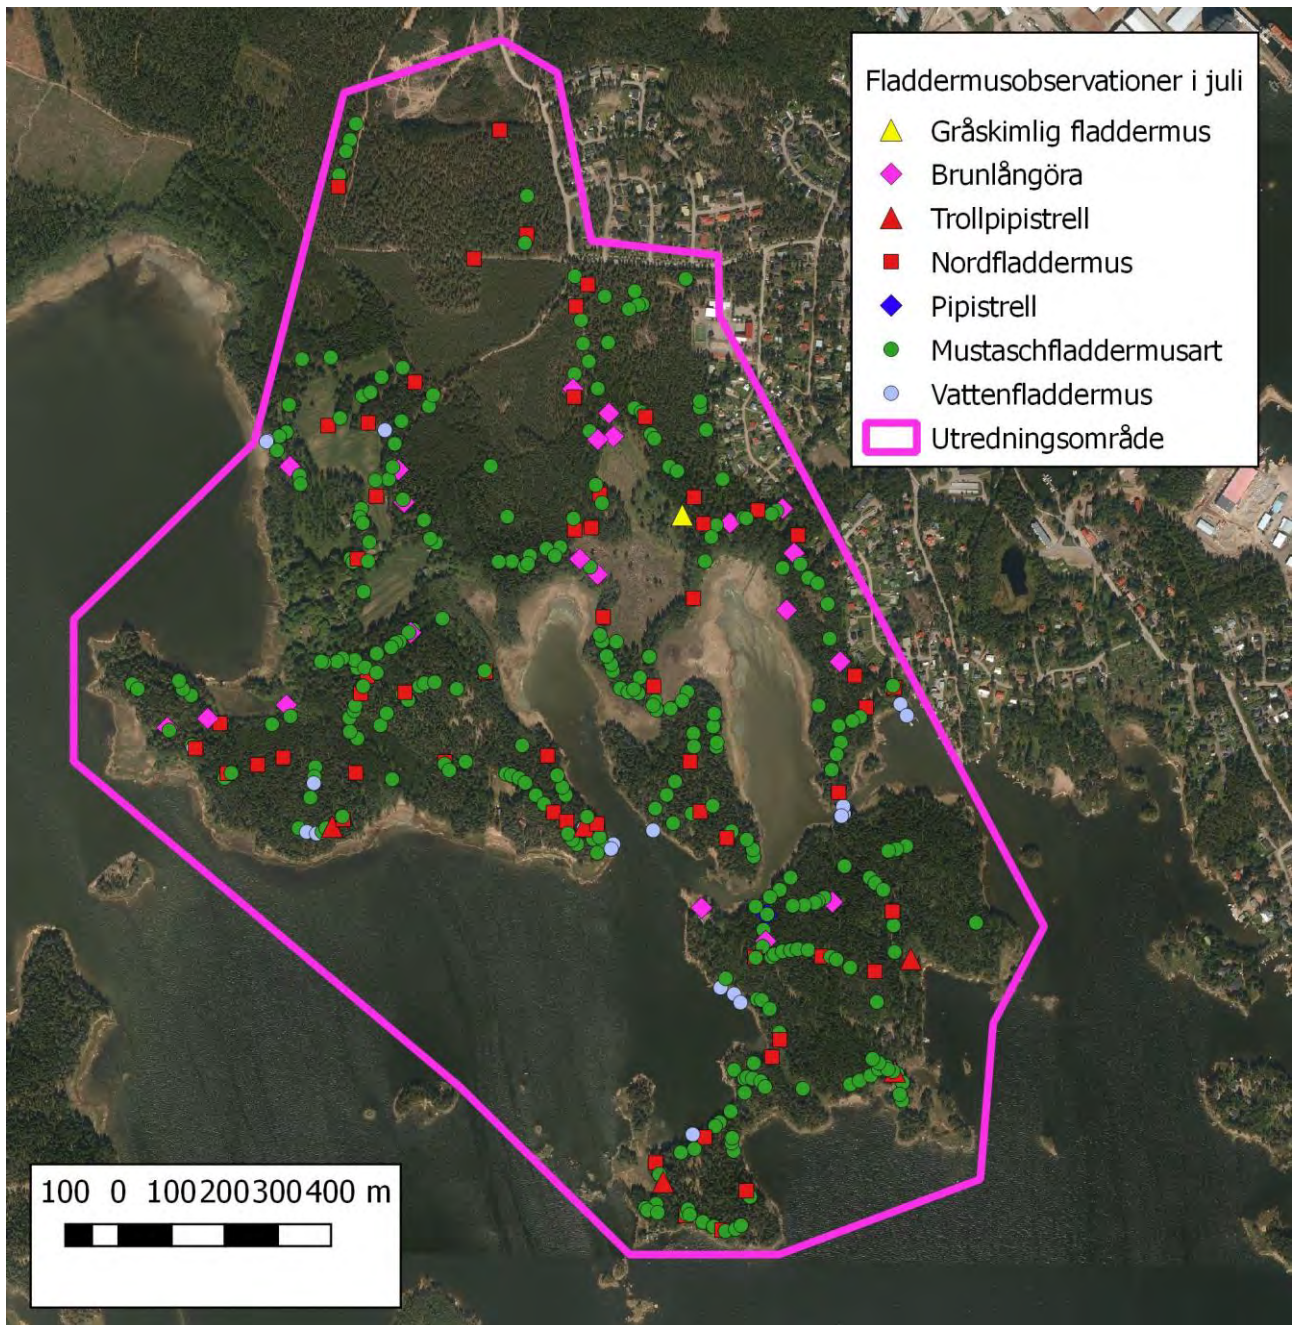 Fladdermusobservationer i juli
Gråskimlig fladdermus
Brunlångöra
Trollpipistrell
Nordfladdermus
Pipistrell
Mustaschfladdermusart
Vattenfladdermus
Utredningsområde
100 0 100200300400 m